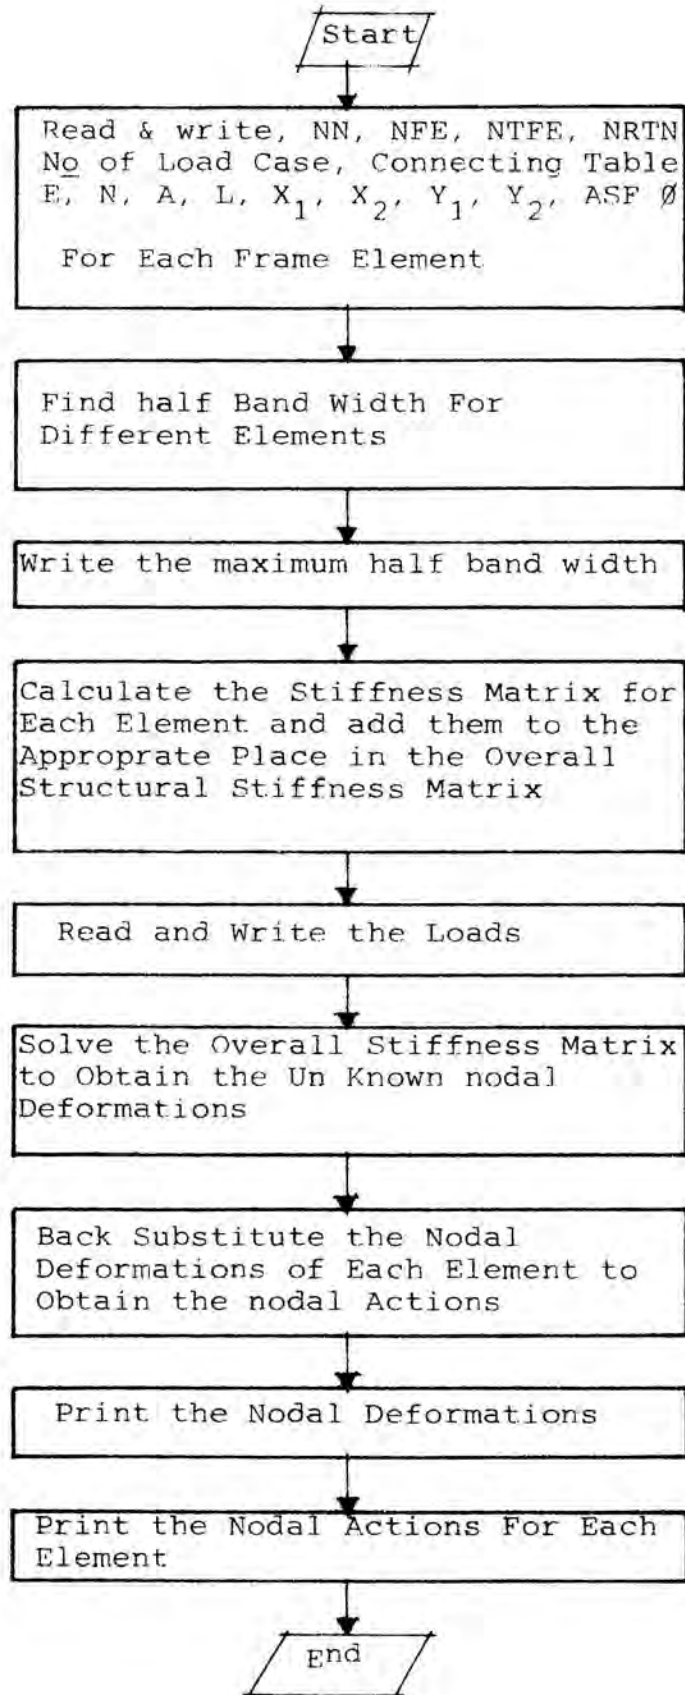 Start
Read & write, NN, NFE, NTFE, NRTN
No of Load Case, Connecting Table
E, N, A, L, X₁, X₂, Y₁, Y₂, ASF Ø
For Each Frame Element
Find half Band Width For
Different Elements
Write the maximum half band width
Calculate the Stiffness Matrix for
Each Element and add them to the
Approprate Place in the Overall
Structural Stiffness Matrix
Read and Write the Loads
Solve the Overall Stiffness Matrix
to Obtain the Un Known nodal
Deformations
Back Substitute the Nodal
Deformations of Each Element to
Obtain the nodal Actions
Print the Nodal Deformations
Print the Nodal Actions For Each
Element
End